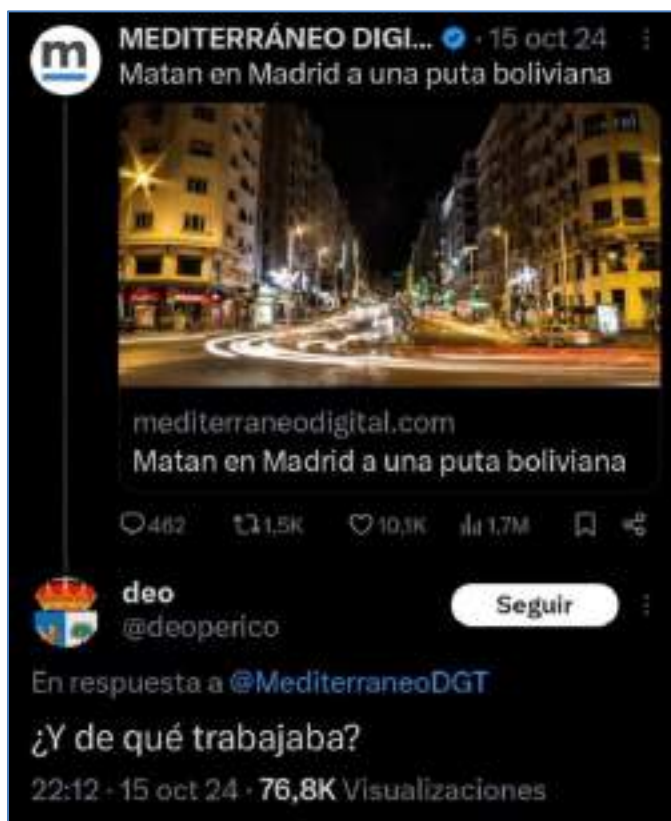 m
MEDITERRÁNEO DIGI... · 15 oct 24
Matan en Madrid a una puta boliviana
mediterraneodigital.com
Matan en Madrid a una puta boliviana
462 1,5K 10,1K 1,7M
deo
Seguir
@deoperico
En respuesta a @MediterraneoDGT
¿Y de qué trabajaba?
22:12 · 15 oct 24 · 76,8K Visualizaciones